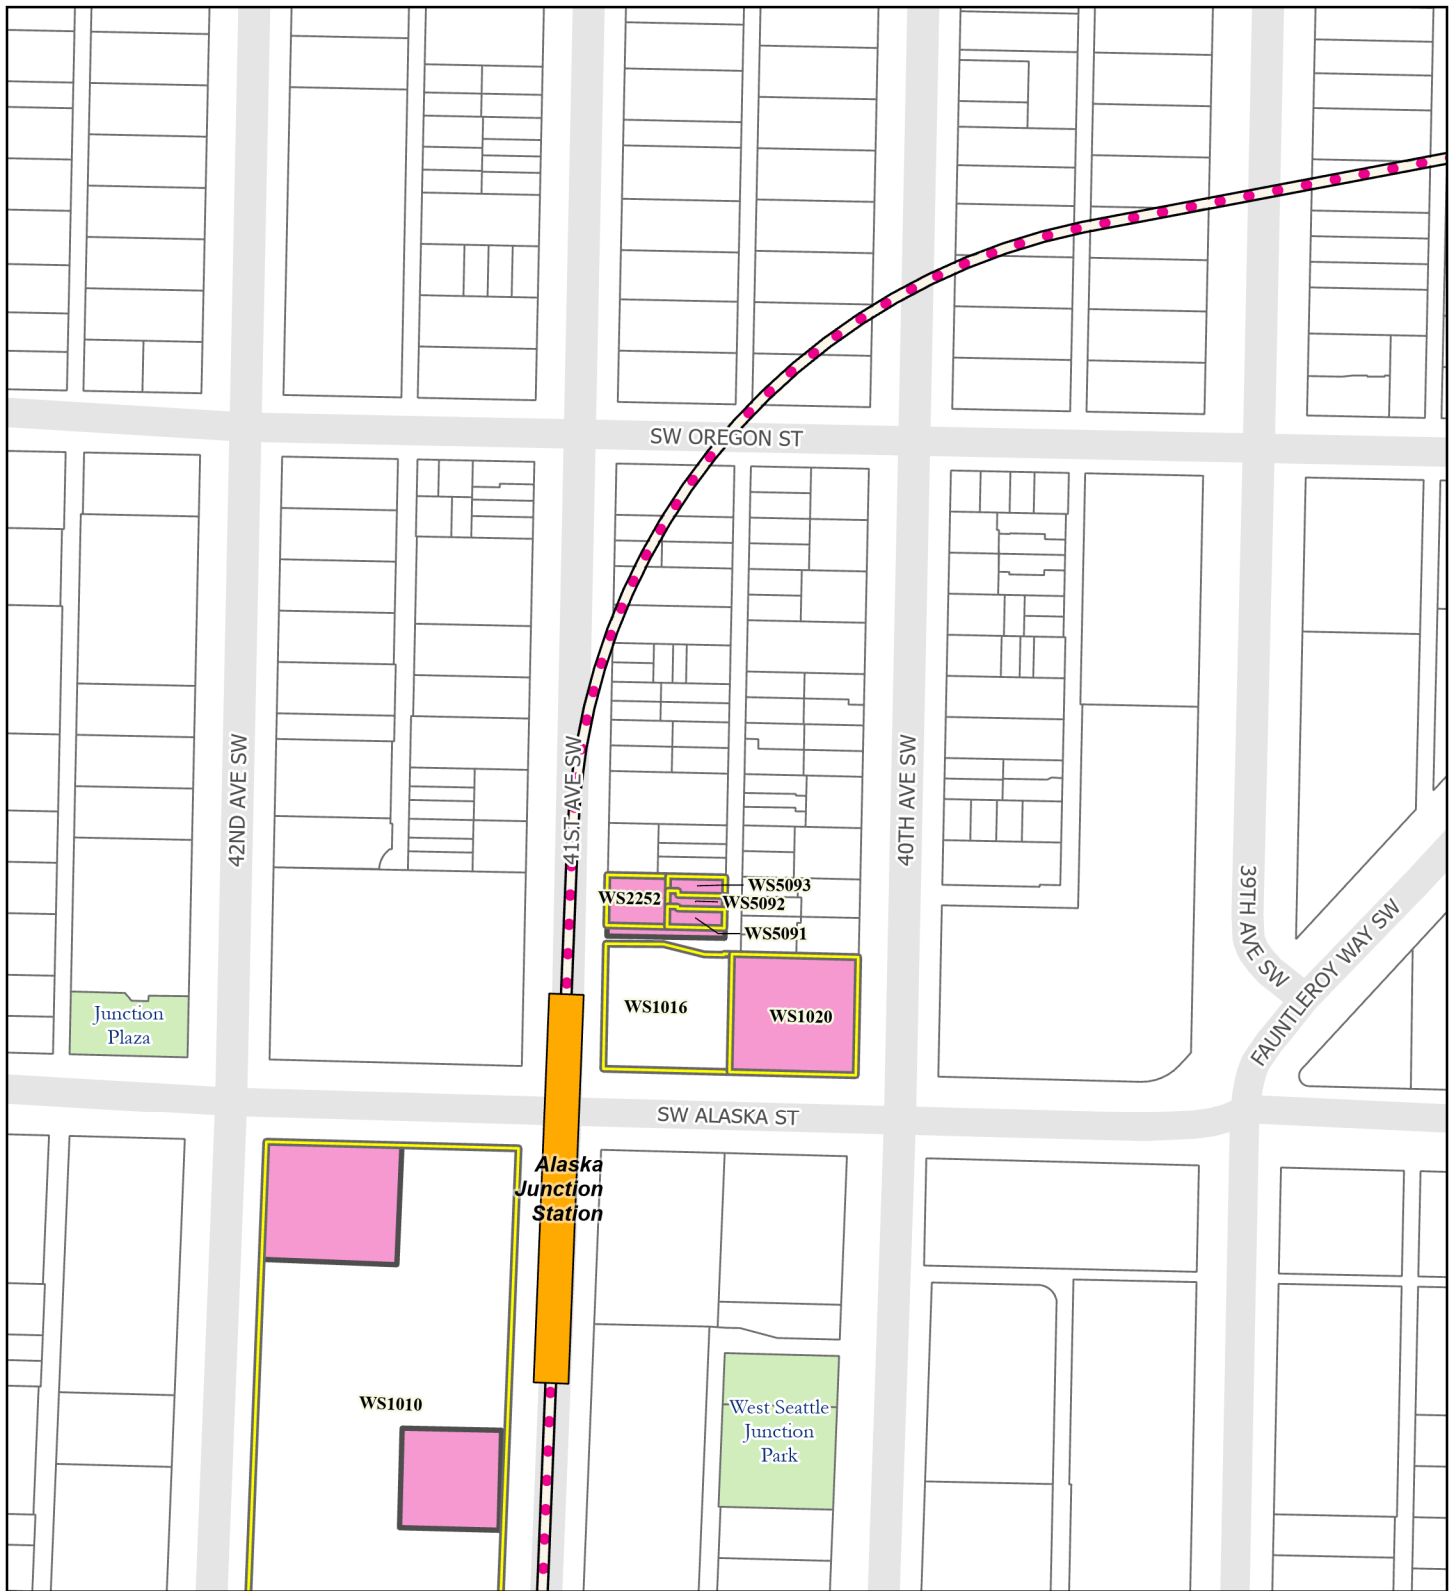 SW OREGON ST
42ND AVE SW
41ST AVE SW
40TH AVE SW
39TH AVE SW
FAUNTLEROY WAY SW
WS2252
WS5093
WS5092
WS5091
WS1016
WS1020
Junction
Plaza
SW ALASKA ST
Alaska
Junction
Station
WS1010
West Seattle
Junction
Park